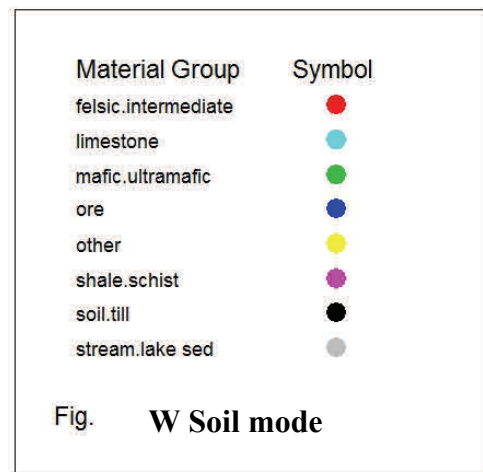 Material Group Symbol
felsic.intermediate
limestone
mafic.ultramafic
ore
other
shale.schist
soil.till
stream.lake sed
Fig. W Soil mode